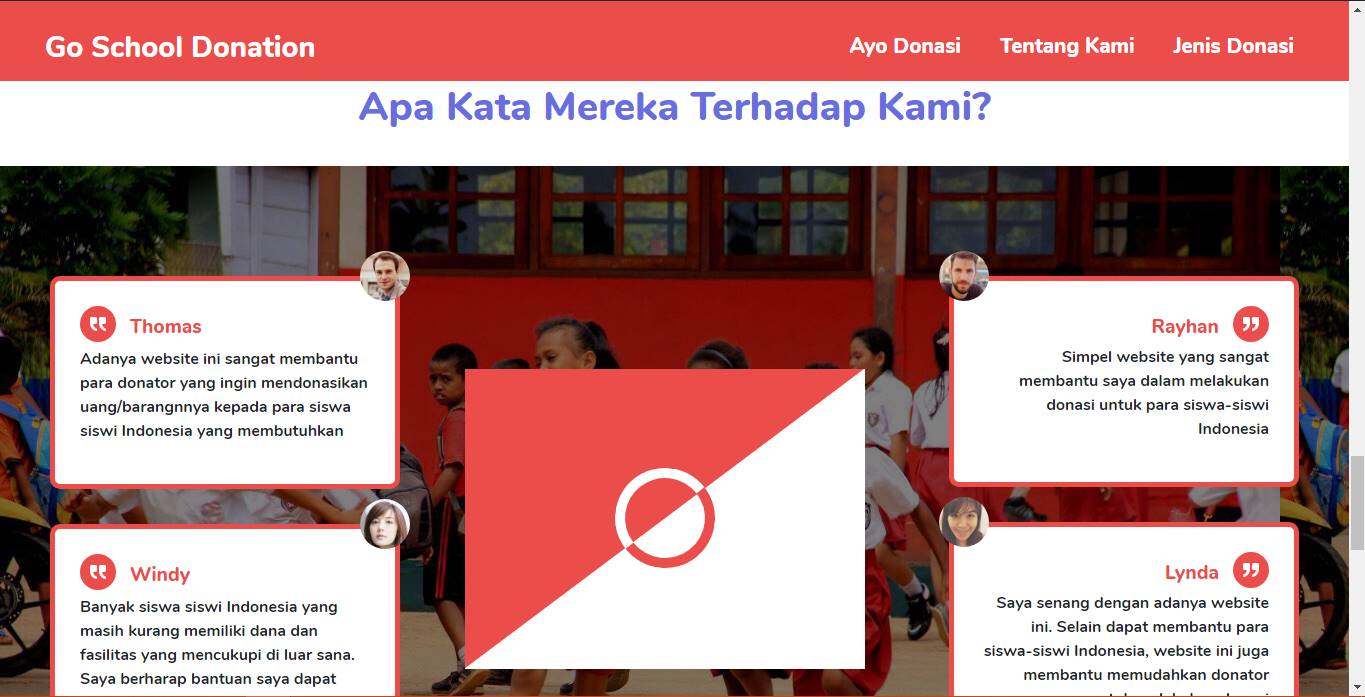 Go School Donation
Ayo Donasi
Tentang Kami
Jenis Donasi
Apa Kata Mereka Terhadap Kami?
Thomas
Adanya website ini sangat membantu
para donator yang ingin mendonasikan
uang/barangnnya kepada para siswa
siswi Indonesia yang membutuhkan
Rayhan
Simpel website yang sangat
membantu saya dalam melakukan
donasi untuk para siswa-siswi
Indonesia
Windy
Banyak siswa siswi Indonesia yang
masih kurang memiliki dana dan
fasilitas yang mencukupi di luar sana.
Saya berharap bantuan saya dapat
Lynda
Saya senang dengan adanya website
ini. Selain dapat membantu para
siswa-siswi Indonesia, website ini juga
membantu memudahkan donator